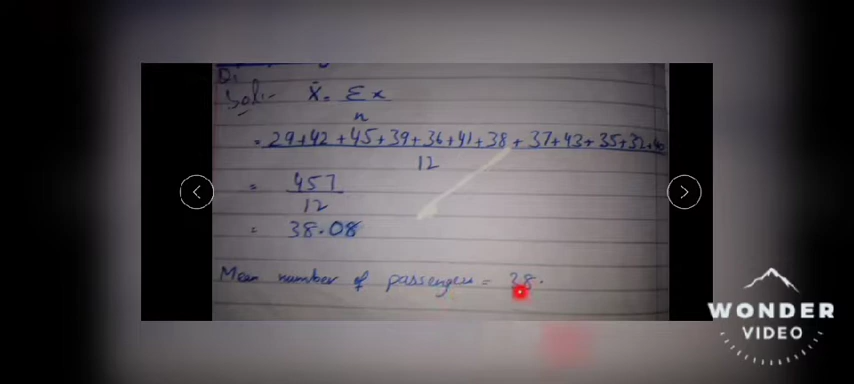 Sol:-
X̄ = Σx
n
= 29+42+45+39+36+41+38+37+43+35+32+40
12
= 457
12
= 38.08
Mean number of passengers = 38.
WONDER
VIDEO